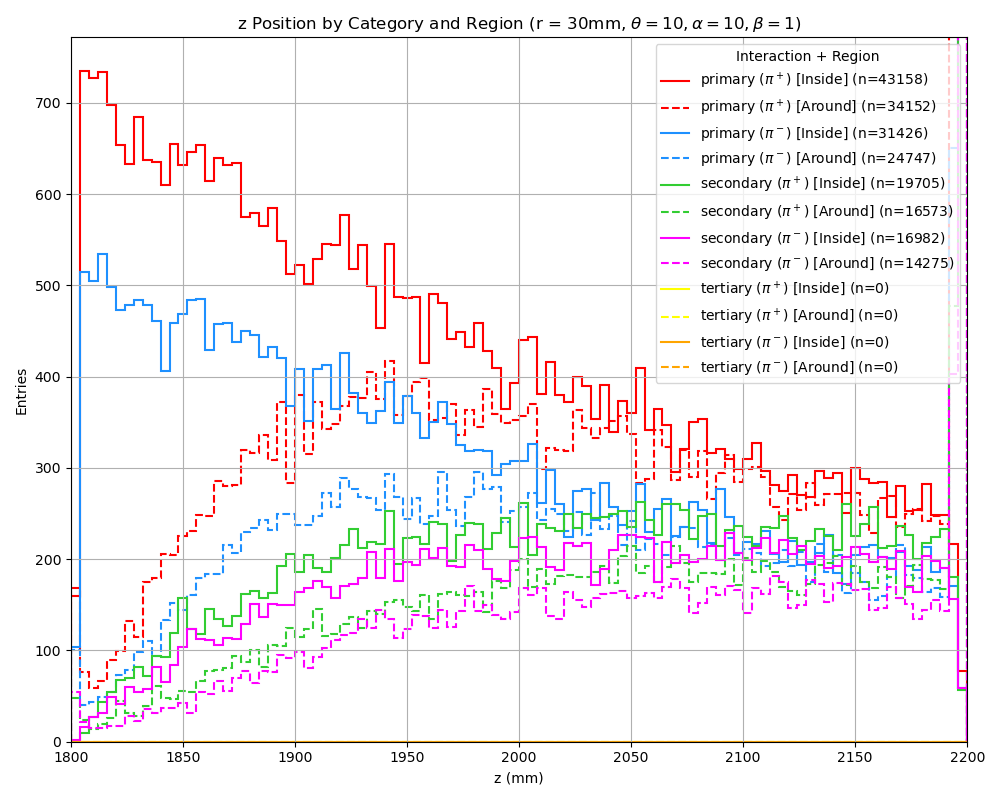 z Position by Category and Region (r = 30mm, θ = 10, α = 10, β = 1)
Interaction + Region
primary (π⁺) [Inside] (n=43158)
primary (π⁺) [Around] (n=34152)
primary (π⁻) [Inside] (n=31426)
primary (π⁻) [Around] (n=24747)
secondary (π⁺) [Inside] (n=19705)
secondary (π⁺) [Around] (n=16573)
secondary (π⁻) [Inside] (n=16982)
secondary (π⁻) [Around] (n=14275)
tertiary (π⁺) [Inside] (n=0)
tertiary (π⁺) [Around] (n=0)
tertiary (π⁻) [Inside] (n=0)
tertiary (π⁻) [Around] (n=0)
Entries
700
600
500
400
300
200
100
0
1800 1850 1900 1950 2000 2050 2100 2150 2200
z (mm)